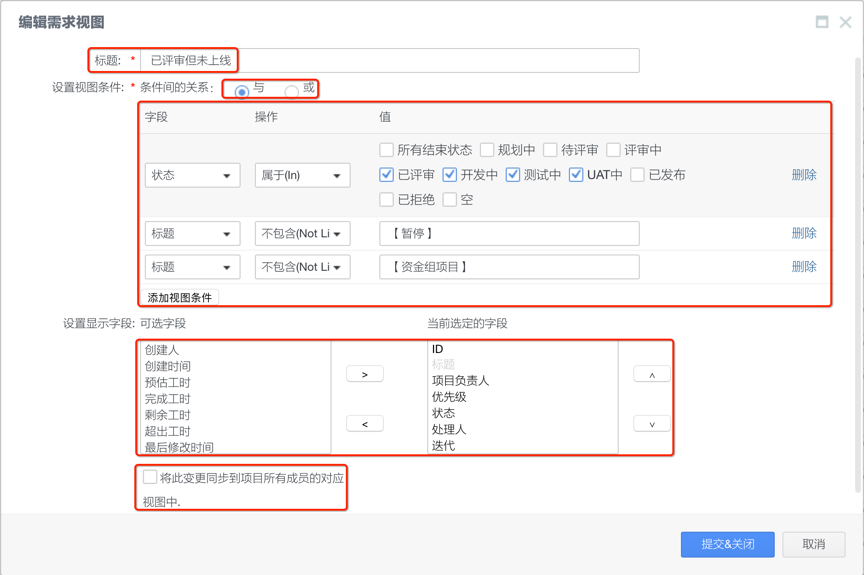 编辑需求视图
标题: * 已评审但未上线
设置视图条件: * 条件间的关系: 与 或
字段 操作 值
所有结束状态 规划中 待评审 评审中
状态 属于(In) 已评审 开发中 测试中 UAT中 已发布 删除
已拒绝 空
标题 不包含(Not Li 【暂停】 删除
标题 不包含(Not Li 【资金组项目】 删除
添加视图条件
设置显示字段: 可选字段 当前选定的字段
创建人 ID
创建时间 标题
预估工时 > 项目负责人 ʌ
完成工时 优先级
剩余工时 状态
超出工时 < 处理人 v
最后修改时间 迭代
将此变更同步到项目所有成员的对应
视图中.
提交&关闭 取消